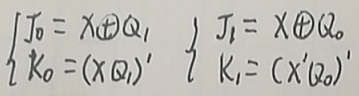 J₀ = X⊕Q₁ J₁ = X⊕Q₀
K₀ = (XQ₁)' K₁ = (X'Q₀)'